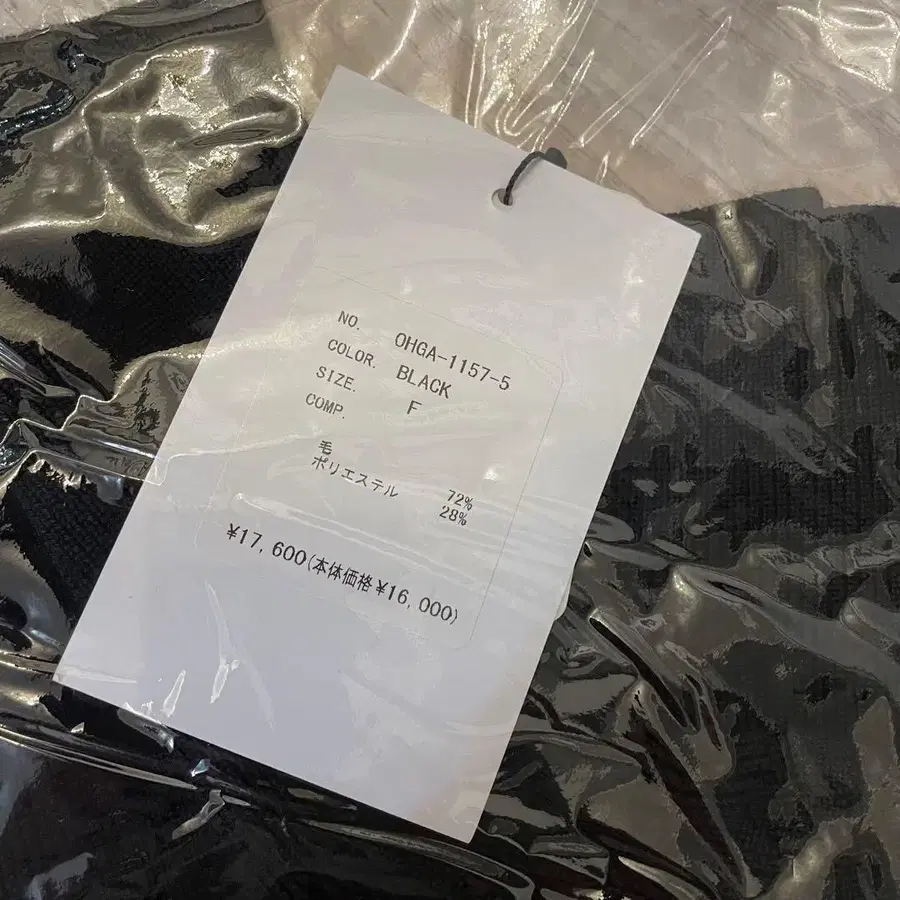 NO. OHGA-1157-5
COLOR. BLACK
SIZE. F
COMP.
毛 72%
ポリエステル 28%
¥17,600(本体価格¥16,000)